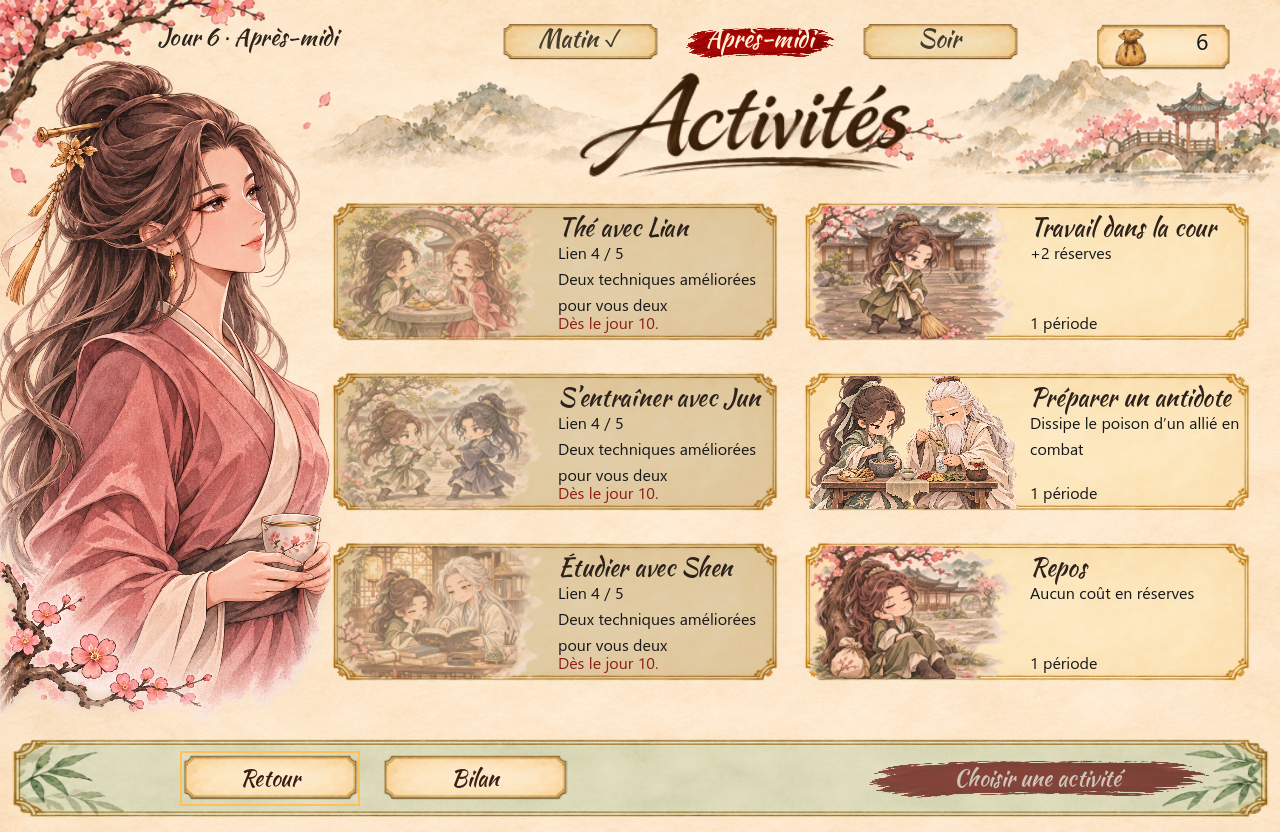 Jour 6 · Après-midi
Matin ✓
Après-midi
Soir
6
Activités
Thé avec Lian
Lien 4 / 5
Deux techniques améliorées
pour vous deux
Dès le jour 10.
Travail dans la cour
+2 réserves
1 période
S'entraîner avec Jun
Lien 4 / 5
Deux techniques améliorées
pour vous deux
Dès le jour 10.
Préparer un antidote
Dissipe le poison d'un allié en
combat
1 période
Étudier avec Shen
Lien 4 / 5
Deux techniques améliorées
pour vous deux
Dès le jour 10.
Repos
Aucun coût en réserves
1 période
Retour
Bilan
Choisir une activité